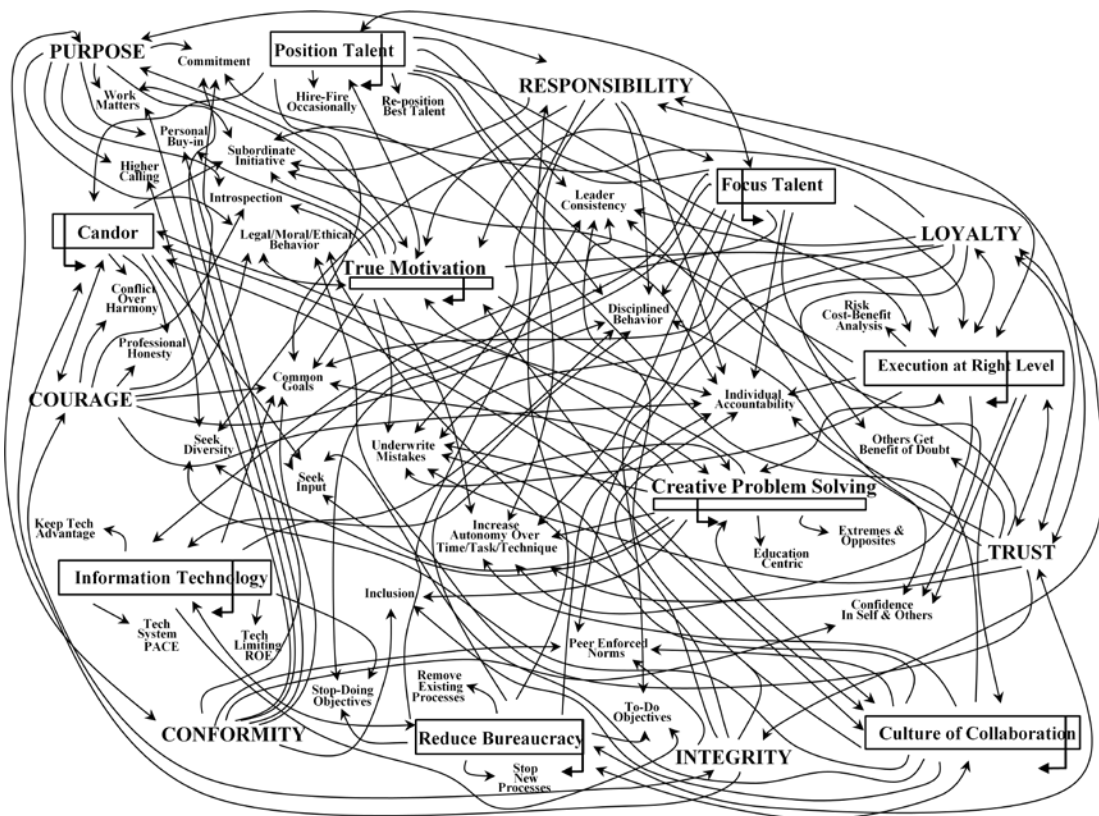 PURPOSE
Commitment
Position Talent
RESPONSIBILITY
Work
Matters
Hire-Fire
Occasionally
Re-position
Best Talent
Personal
Buy-in
Subordinate
Initiative
Higher
Calling
Introspection
Leader
Consistency
Focus Talent
Candor
Legal/Moral/Ethical
Behavior
LOYALTY
True Motivation
Conflict
Over
Harmony
Disciplined
Behavior
Risk
Cost-Benefit
Analysis
Professional
Honesty
Execution at Right Level
COURAGE
Common
Goals
Individual
Accountability
Seek
Diversity
Underwrite
Mistakes
Others Get
Benefit of Doubt
Seek
Input
Creative Problem Solving
Keep Tech
Advantage
Increase
Autonomy Over
Time/Task/Technique
Extremes &
Opposites
Education
Centric
TRUST
Information Technology
Inclusion
Confidence
In Self & Others
Tech
System
PACE
Tech
Limiting
ROE
Peer Enforced
Norms
Stop-Doing
Objectives
Remove
Existing
Processes
To-Do
Objectives
CONFORMITY
Reduce Bureaucracy
INTEGRITY
Culture of Collaboration
Stop
New
Processes